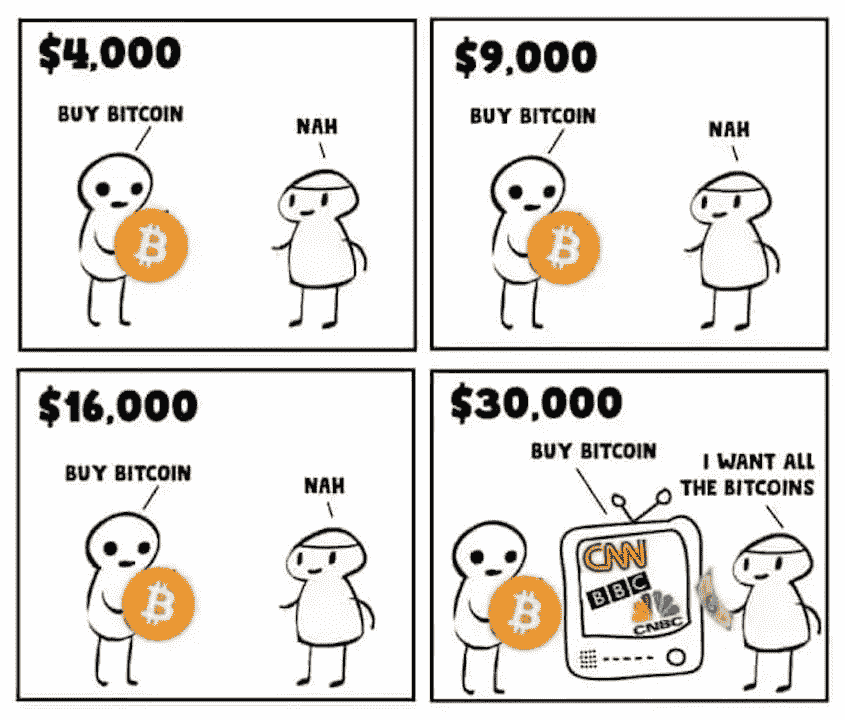 $4,000
BUY BITCOIN
NAH
$9,000
BUY BITCOIN
NAH
$16,000
BUY BITCOIN
NAH
$30,000
BUY BITCOIN
I WANT ALL
THE BITCOINS
CNN
BBC
CNBC